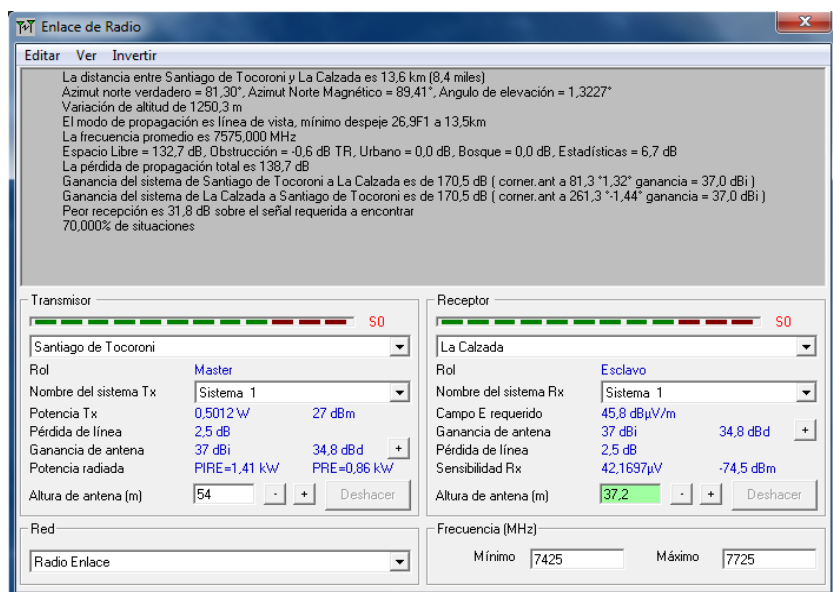 Enlace de Radio
Editar Ver Invertir
La distancia entre Santiago de Tocoroni y La Calzada es 13,6 km (8,4 miles)
Azimut norte verdadero = 81,30°, Azimut Norte Magnético = 89,41°, Angulo de elevación = 1,3227°
Variación de altitud de 1250,3 m
El modo de propagación es línea de vista, mínimo despeje 26,9F1 a 13,5km
La frecuencia promedio es 7575,000 MHz
Espacio Libre = 132,7 dB, Obstrucción = -0,6 dB TR, Urbano = 0,0 dB, Bosque = 0,0 dB, Estadísticas = 6,7 dB
La pérdida de propagación total es 138,7 dB
Ganancia del sistema de Santiago de Tocoroni a La Calzada es de 170,5 dB ( corner.ant a 81,3 °1,32° ganancia = 37,0 dBi )
Ganancia del sistema de La Calzada a Santiago de Tocoroni es de 170,5 dB ( corner.ant a 261,3 °-1,44° ganancia = 37,0 dBi )
Peor recepción es 31,8 dB sobre el señal requerida a encontrar
70,000% de situaciones
Transmisor
S0
Santiago de Tocoroni
Rol Master
Nombre del sistema Tx Sistema 1
Potencia Tx 0,5012 W 27 dBm
Pérdida de línea 2,5 dB
Ganancia de antena 37 dBi 34,8 dBd +
Potencia radiada PIRE=1,41 kW PRE=0,86 kW
Altura de antena (m) 54 - + Deshacer
Receptor
S0
La Calzada
Rol Esclavo
Nombre del sistema Rx Sistema 1
Campo E requerido 45,8 dBµV/m
Ganancia de antena 37 dBi 34,8 dBd +
Pérdida de línea 2,5 dB
Sensibilidad Rx 42,1697µV -74,5 dBm
Altura de antena (m) 37,2 - + Deshacer
Red
Radio Enlace
Frecuencia (MHz)
Mínimo 7425 Máximo 7725